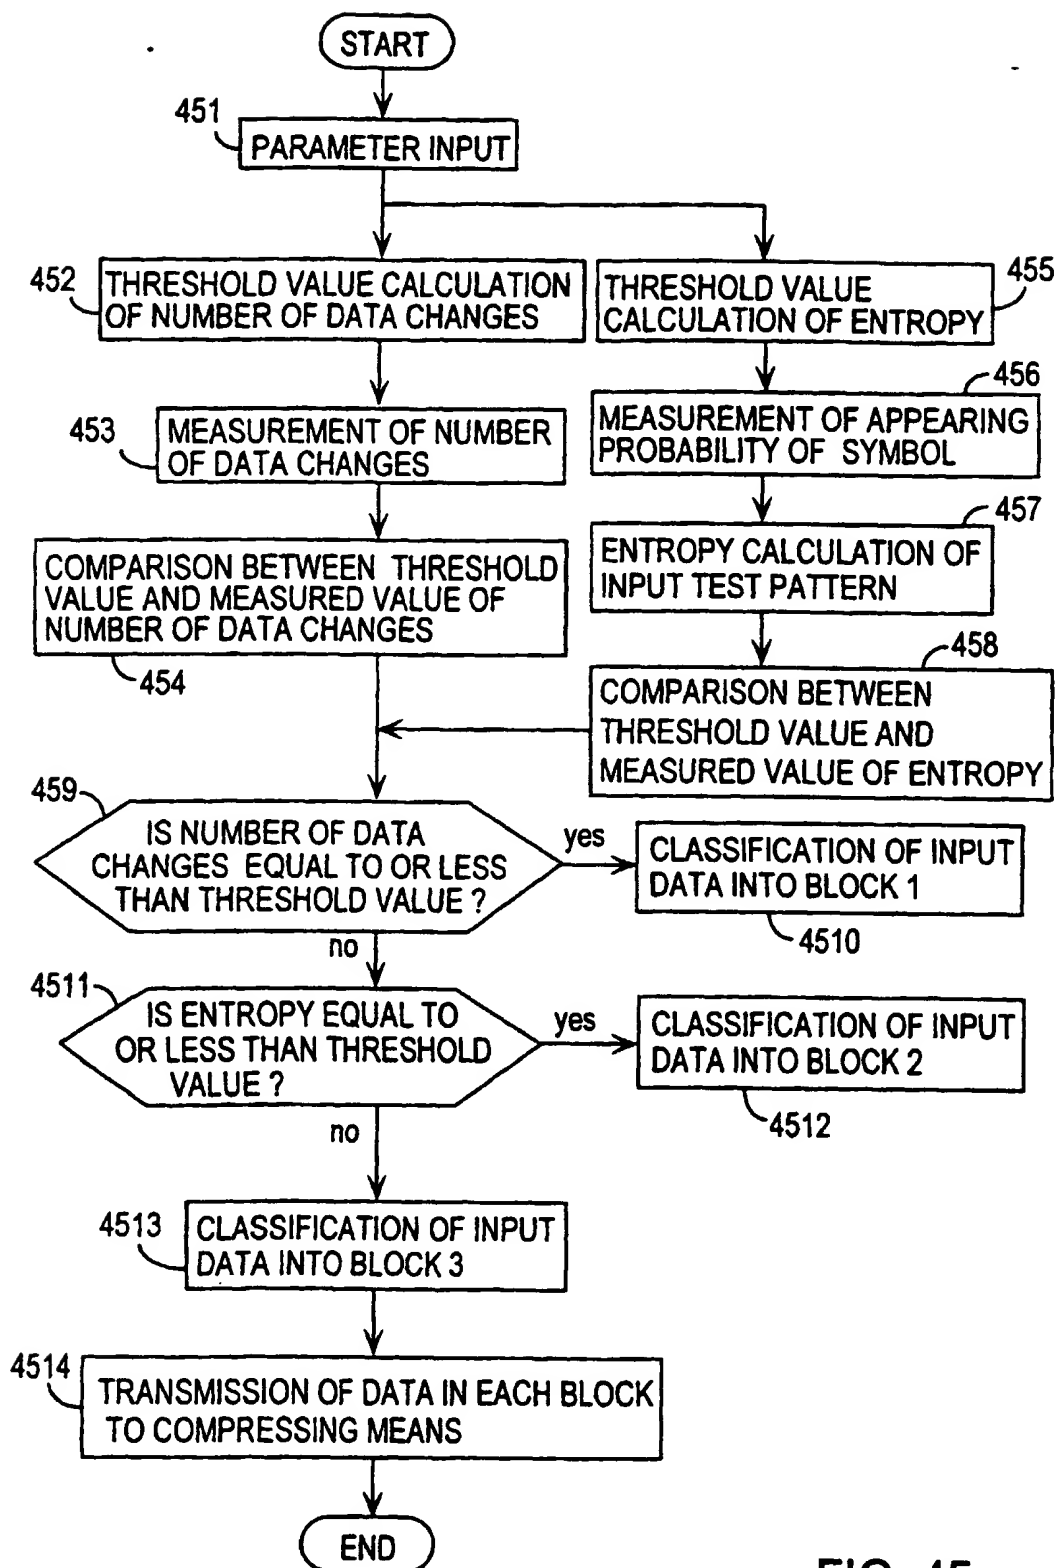 START
451
PARAMETER INPUT
452
THRESHOLD VALUE CALCULATION
OF NUMBER OF DATA CHANGES
THRESHOLD VALUE
CALCULATION OF ENTROPY
455
456
453
MEASUREMENT OF NUMBER
OF DATA CHANGES
MEASUREMENT OF APPEARING
PROBABILITY OF SYMBOL
457
ENTROPY CALCULATION OF
INPUT TEST PATTERN
COMPARISON BETWEEN THRESHOLD
VALUE AND MEASURED VALUE OF
NUMBER OF DATA CHANGES
454
458
COMPARISON BETWEEN
THRESHOLD VALUE AND
MEASURED VALUE OF ENTROPY
459
IS NUMBER OF DATA
CHANGES EQUAL TO OR LESS
THAN THRESHOLD VALUE ?
yes
CLASSIFICATION OF INPUT
DATA INTO BLOCK 1
4510
no
4511
IS ENTROPY EQUAL TO
OR LESS THAN THRESHOLD
VALUE ?
yes
CLASSIFICATION OF INPUT
DATA INTO BLOCK 2
4512
no
4513
CLASSIFICATION OF INPUT
DATA INTO BLOCK 3
4514
TRANSMISSION OF DATA IN EACH BLOCK
TO COMPRESSING MEANS
END
FIG. 45